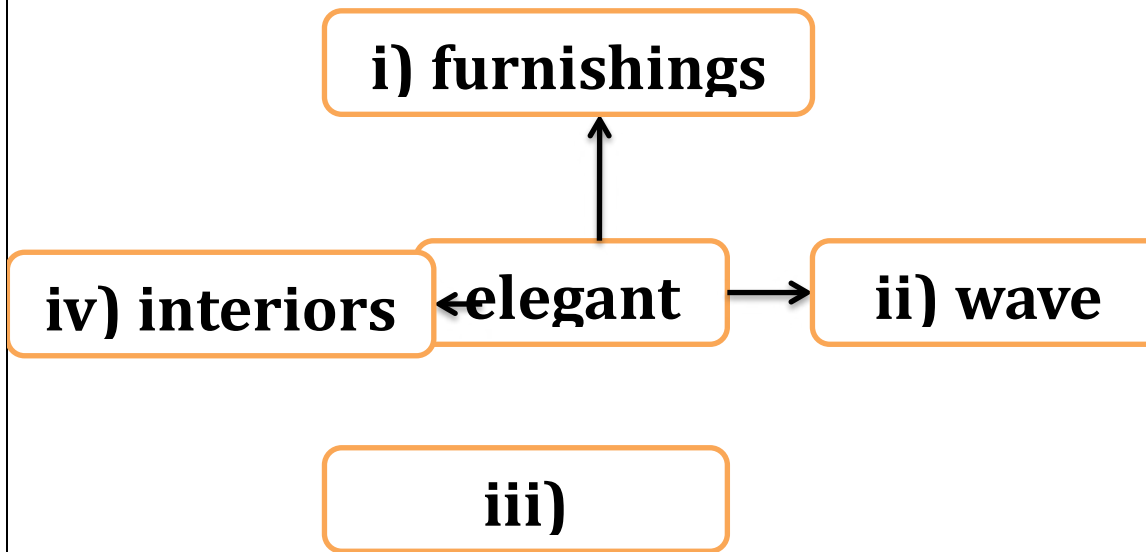 i) furnishings
iv) interiors
elegant
ii) wave
iii)